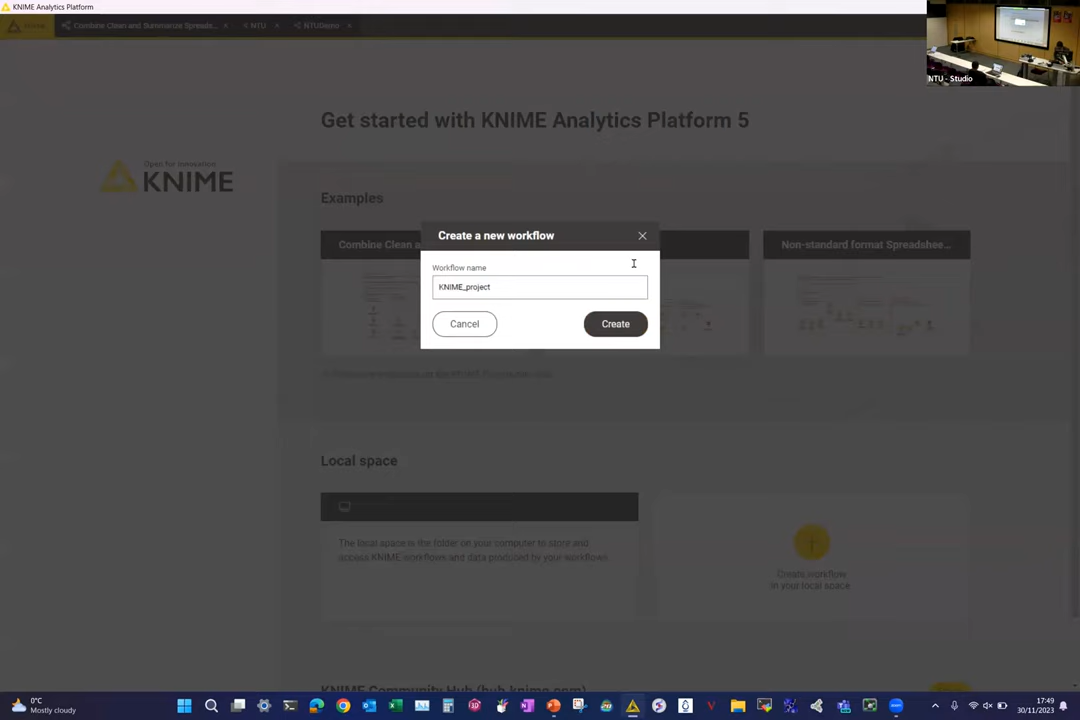 KNIME Analytics Platform
Combine Clean and Summarize Spreads...
NTU
NTUDemo
NTU - Studio
Get started with KNIME Analytics Platform 5
Open for Innovation
KNIME
Examples
Combine Clean a
Non-standard format Spreadshee...
Create a new workflow
Workflow name
KNIME_project
Cancel
Create
Local space
The local space is the folder on your computer to store and
access KNIME workflows and data produced by your workflows.
Create workflow
in your local space.
KNIME Community Hub (hub.knime.com)
0°C
Mostly cloudy
17:49
30/11/2023